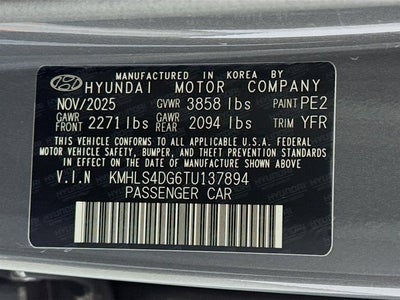 MANUFACTURED IN KOREA BY
HYUNDAI MOTOR COMPANY
NOV/2025 GVWR 3858 lbs PAINT PE2
GAWR FRONT 2271 lbs GAWR REAR 2094 lbs TRIM YFR
THIS VEHICLE CONFORMS TO ALL APPLICABLE U.S.A. FEDERAL
MOTOR VEHICLE SAFETY, BUMPER, AND THEFT PREVENTION STANDARDS
IN EFFECT ON THE DATE OF MANUFACTURE SHOWN ABOVE.
V.I.N KMHLS4DG6TU137894
PASSENGER CAR